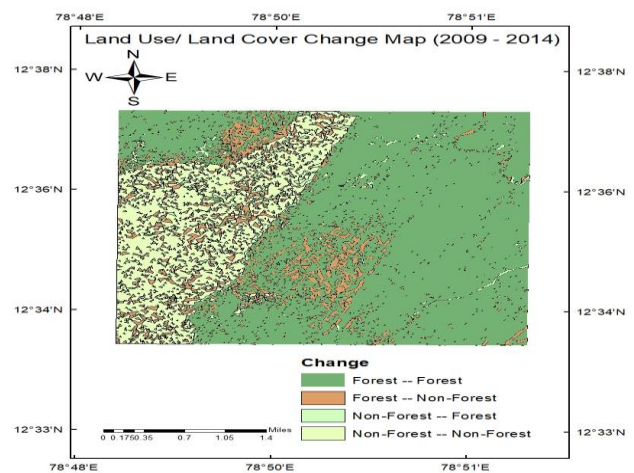 78°48'E 78°50'E 78°51'E
Land Use/ Land Cover Change Map (2009 - 2014)
N
W E
S
12°38'N 12°38'N
12°36'N 12°36'N
12°34'N 12°34'N
12°33'N 12°33'N
Change
Forest -- Forest
Forest -- Non-Forest
Non-Forest -- Forest
Non-Forest -- Non-Forest
Miles
0 0.1750.35 0.7 1.05 1.4
78°48'E 78°50'E 78°51'E